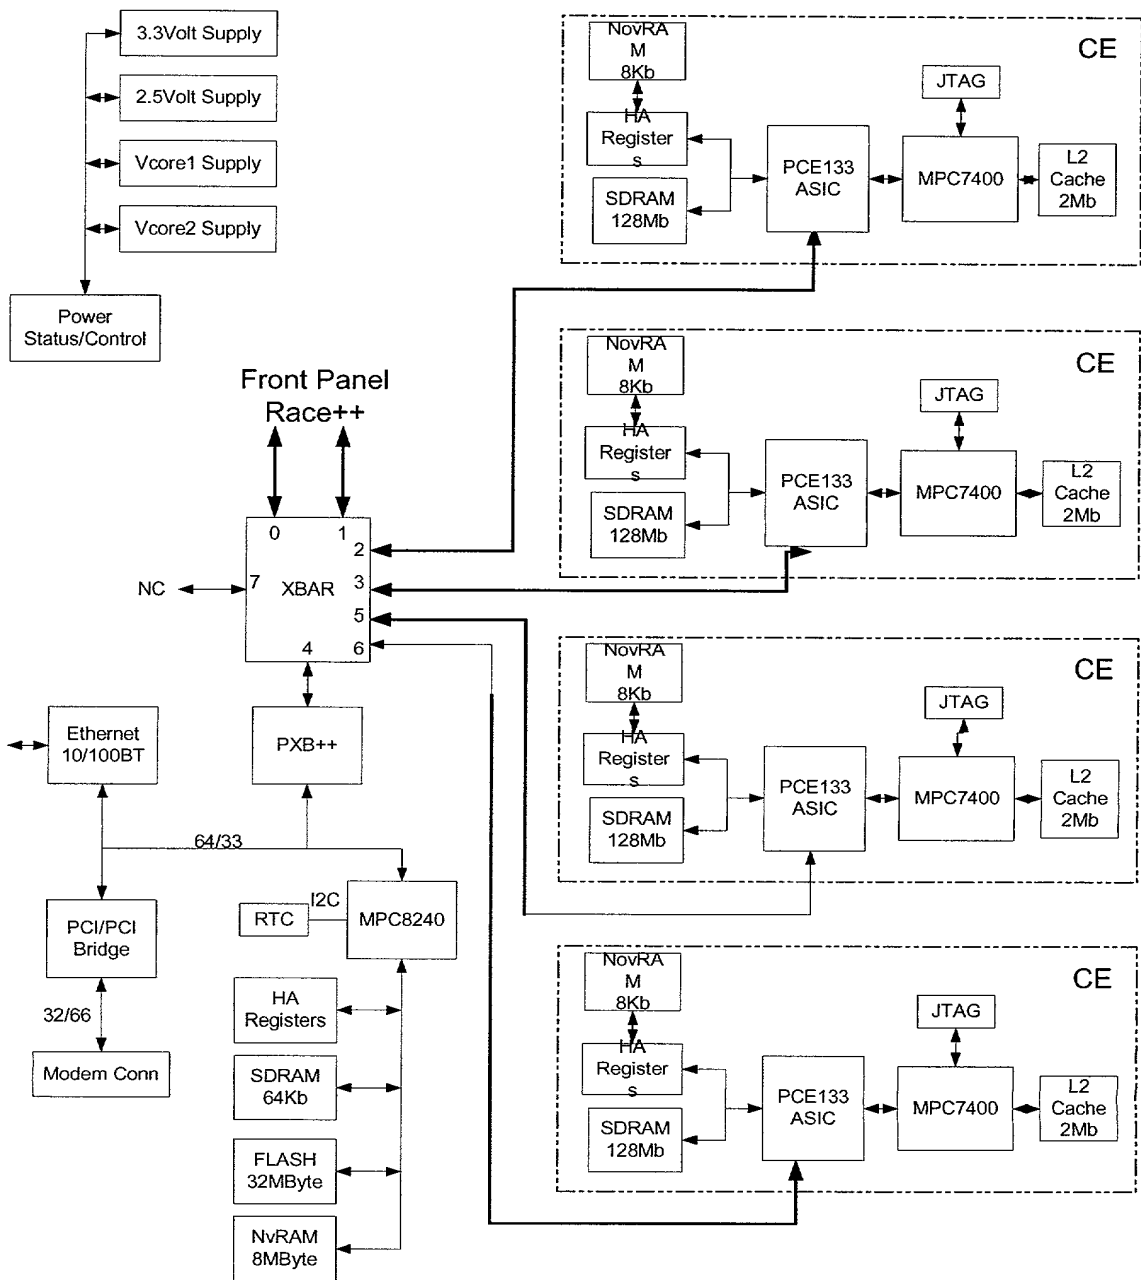 3.3Volt Supply
2.5Volt Supply
Vcore1 Supply
Vcore2 Supply
Power
Status/Control
Front Panel
Race++
0
1
2
3
5
6
7
4
XBAR
NC
PXB++
Ethernet
10/100BT
64/33
PCI/PCI
Bridge
32/66
Modem Conn
RTC
I2C
MPC8240
HA
Registers
SDRAM
64Kb
FLASH
32MByte
NvRAM
8MByte
CE
NovRA
M
8Kb
HA
Register
s
SDRAM
128Mb
PCE133
ASIC
JTAG
MPC7400
L2
Cache
2Mb
CE
NovRA
M
8Kb
HA
Register
s
SDRAM
128Mb
PCE133
ASIC
JTAG
MPC7400
L2
Cache
2Mb
CE
NovRA
M
8Kb
HA
Register
s
SDRAM
128Mb
PCE133
ASIC
JTAG
MPC7400
L2
Cache
2Mb
CE
NovRA
M
8Kb
HA
Register
s
SDRAM
128Mb
PCE133
ASIC
JTAG
MPC7400
L2
Cache
2Mb